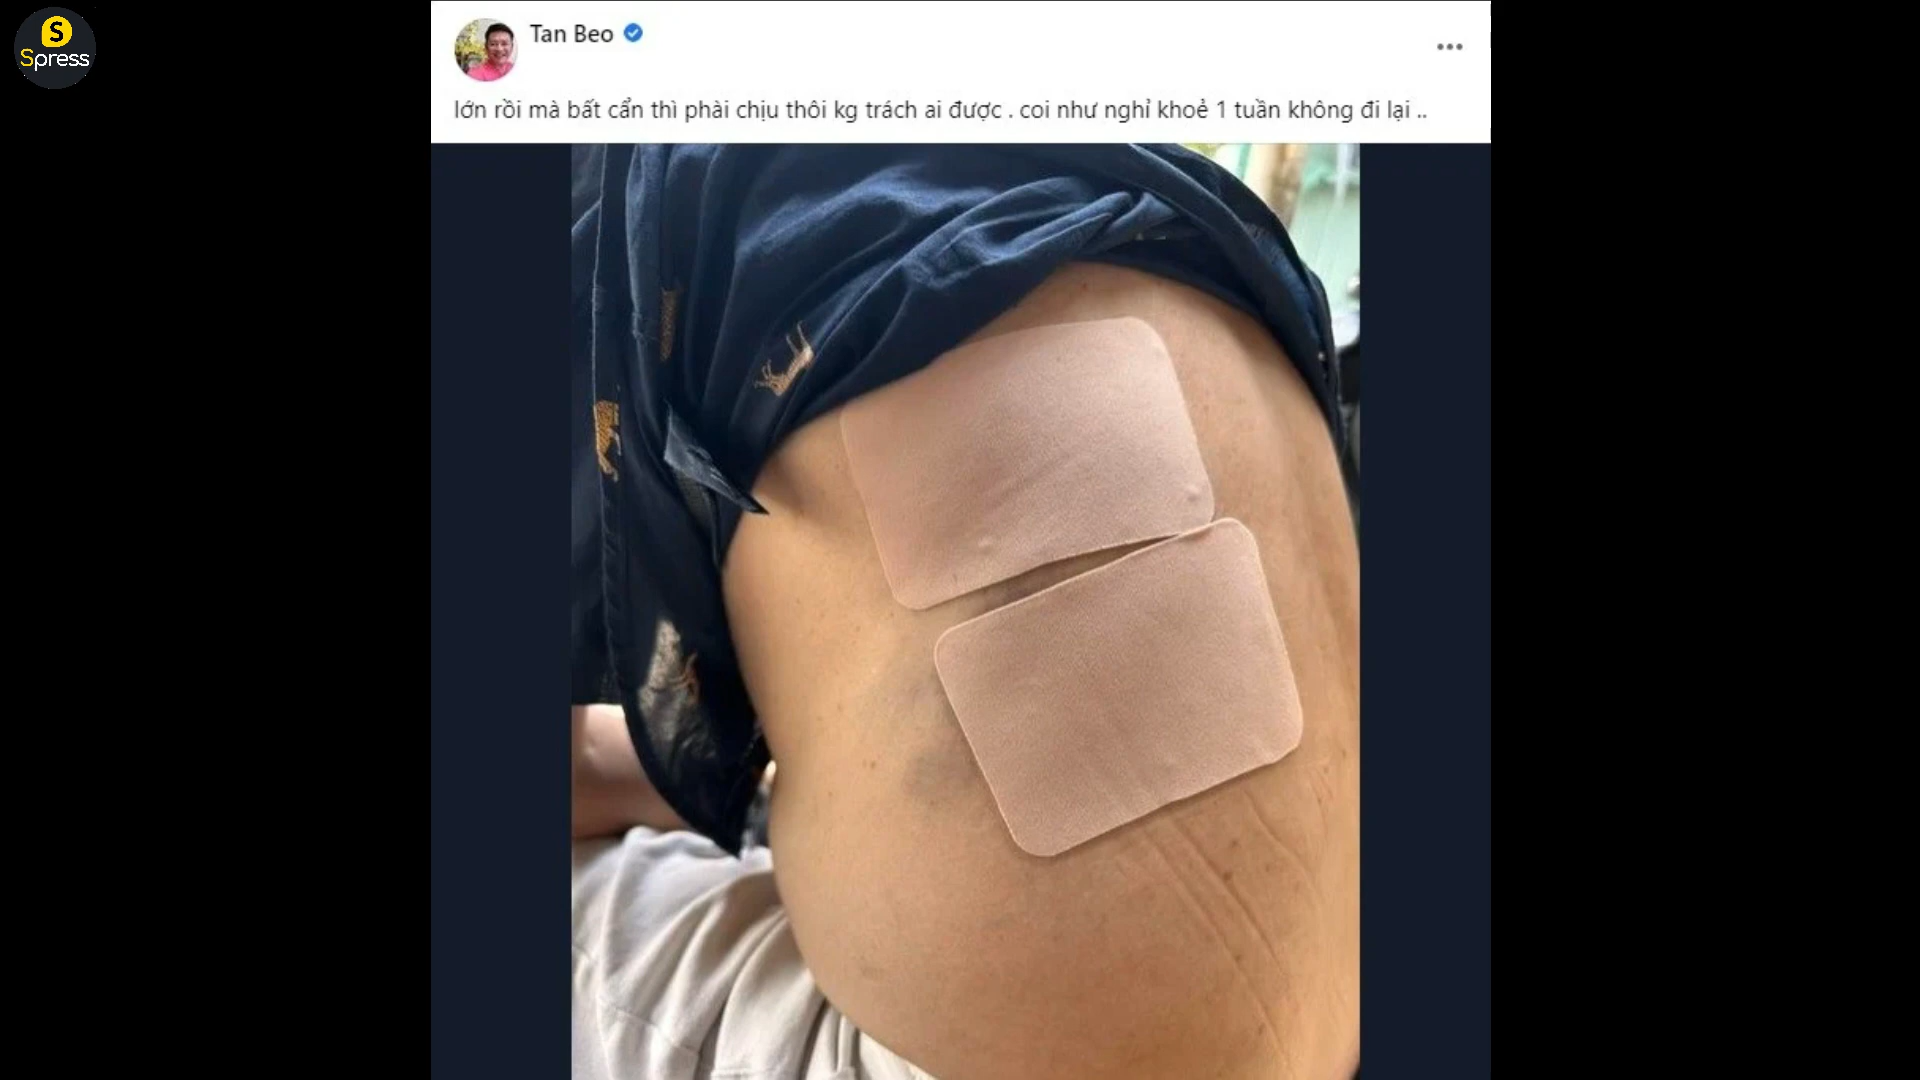 S
Spress
Tan Beo
lớn rồi mà bất cẩn thì phài chịu thôi kg trách ai được . coi như nghỉ khoẻ 1 tuần không đi lại ..